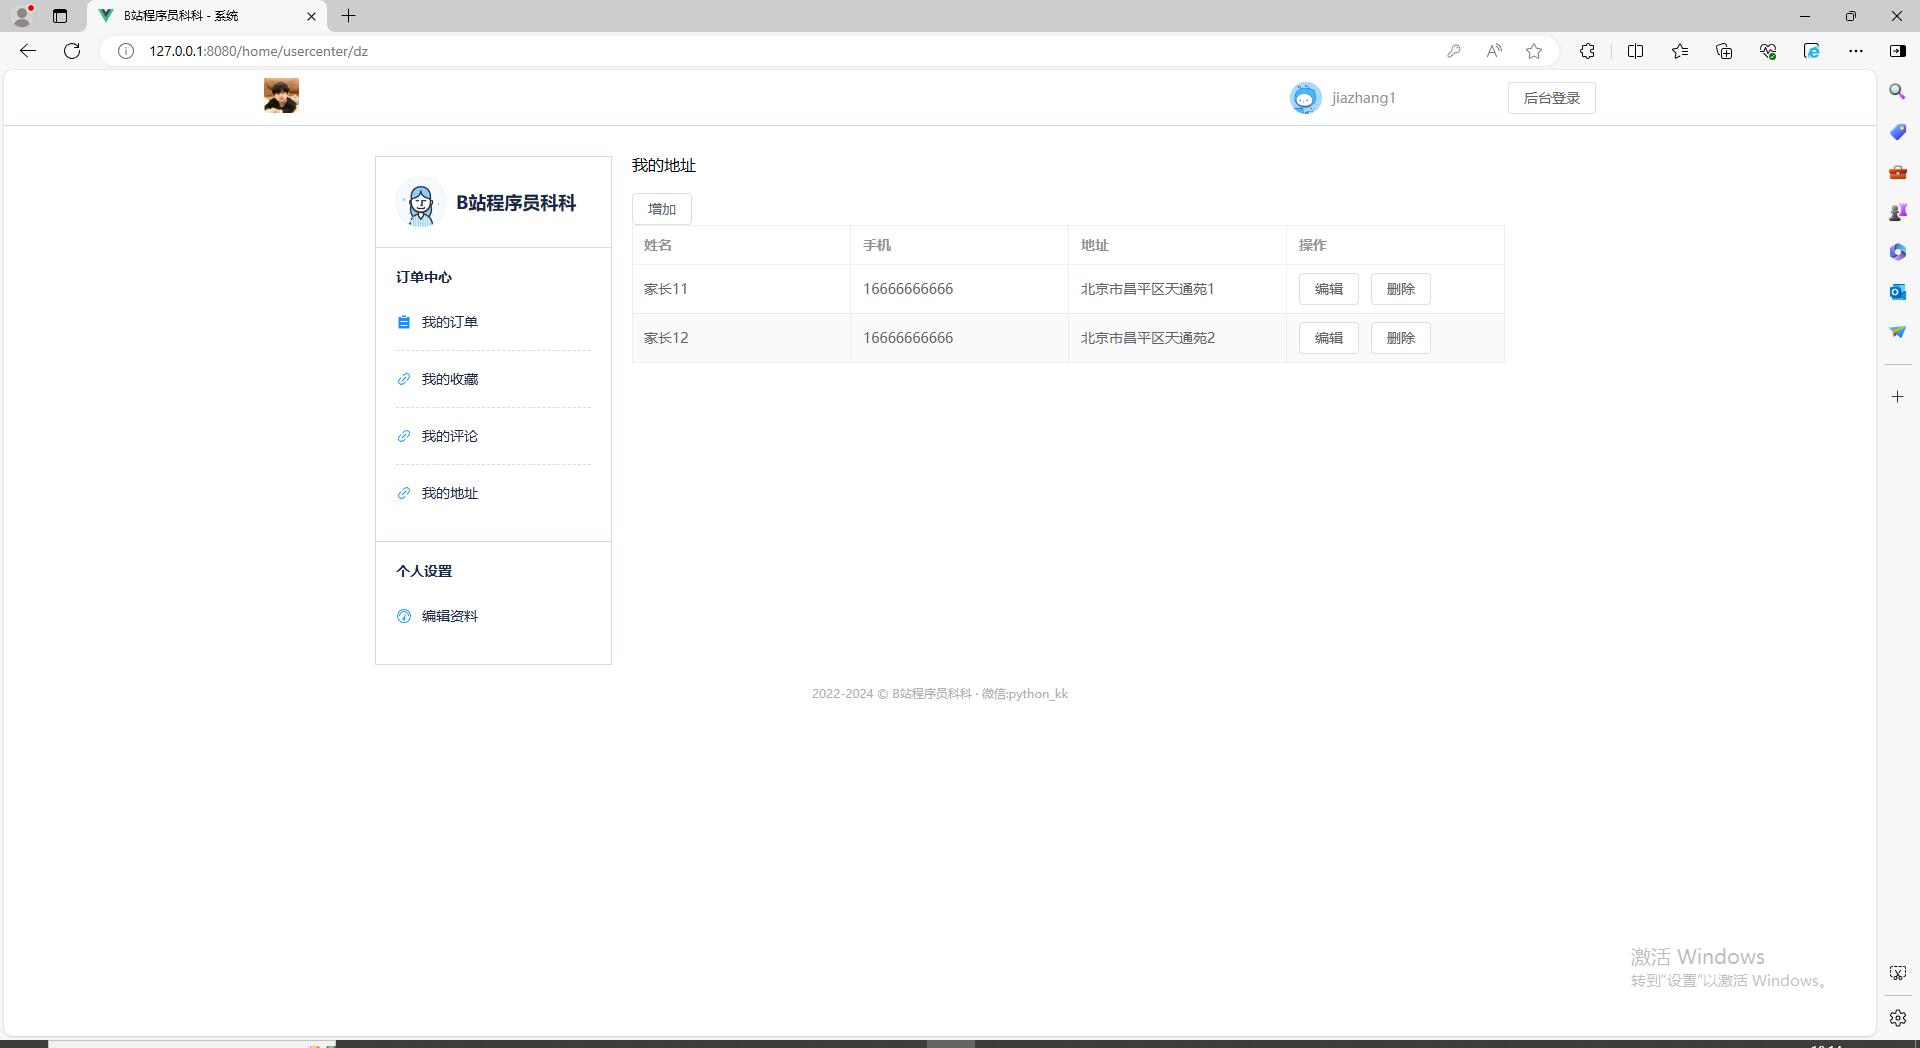 B站程序员科科 - 系统
127.0.0.1:8080/home/usercenter/dz
jiazhang1
后台登录
B站程序员科科
订单中心
我的订单
我的收藏
我的评论
我的地址
个人设置
编辑资料
我的地址
增加
姓名 手机 地址 操作
家长11 16666666666 北京市昌平区天通苑1 编辑 删除
家长12 16666666666 北京市昌平区天通苑2 编辑 删除
2022-2024 © B站程序员科科 · 微信:python_kk
激活 Windows
转到“设置”以激活 Windows。